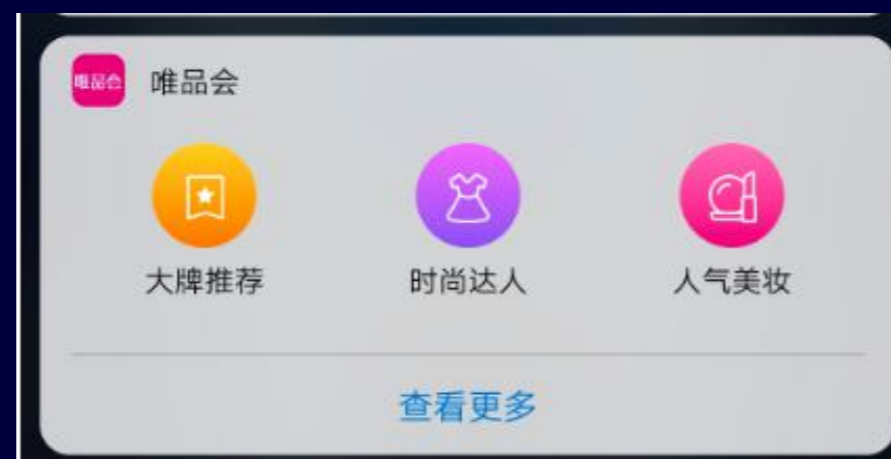 唯品会 唯品会
大牌推荐 时尚达人 人气美妆
查看更多